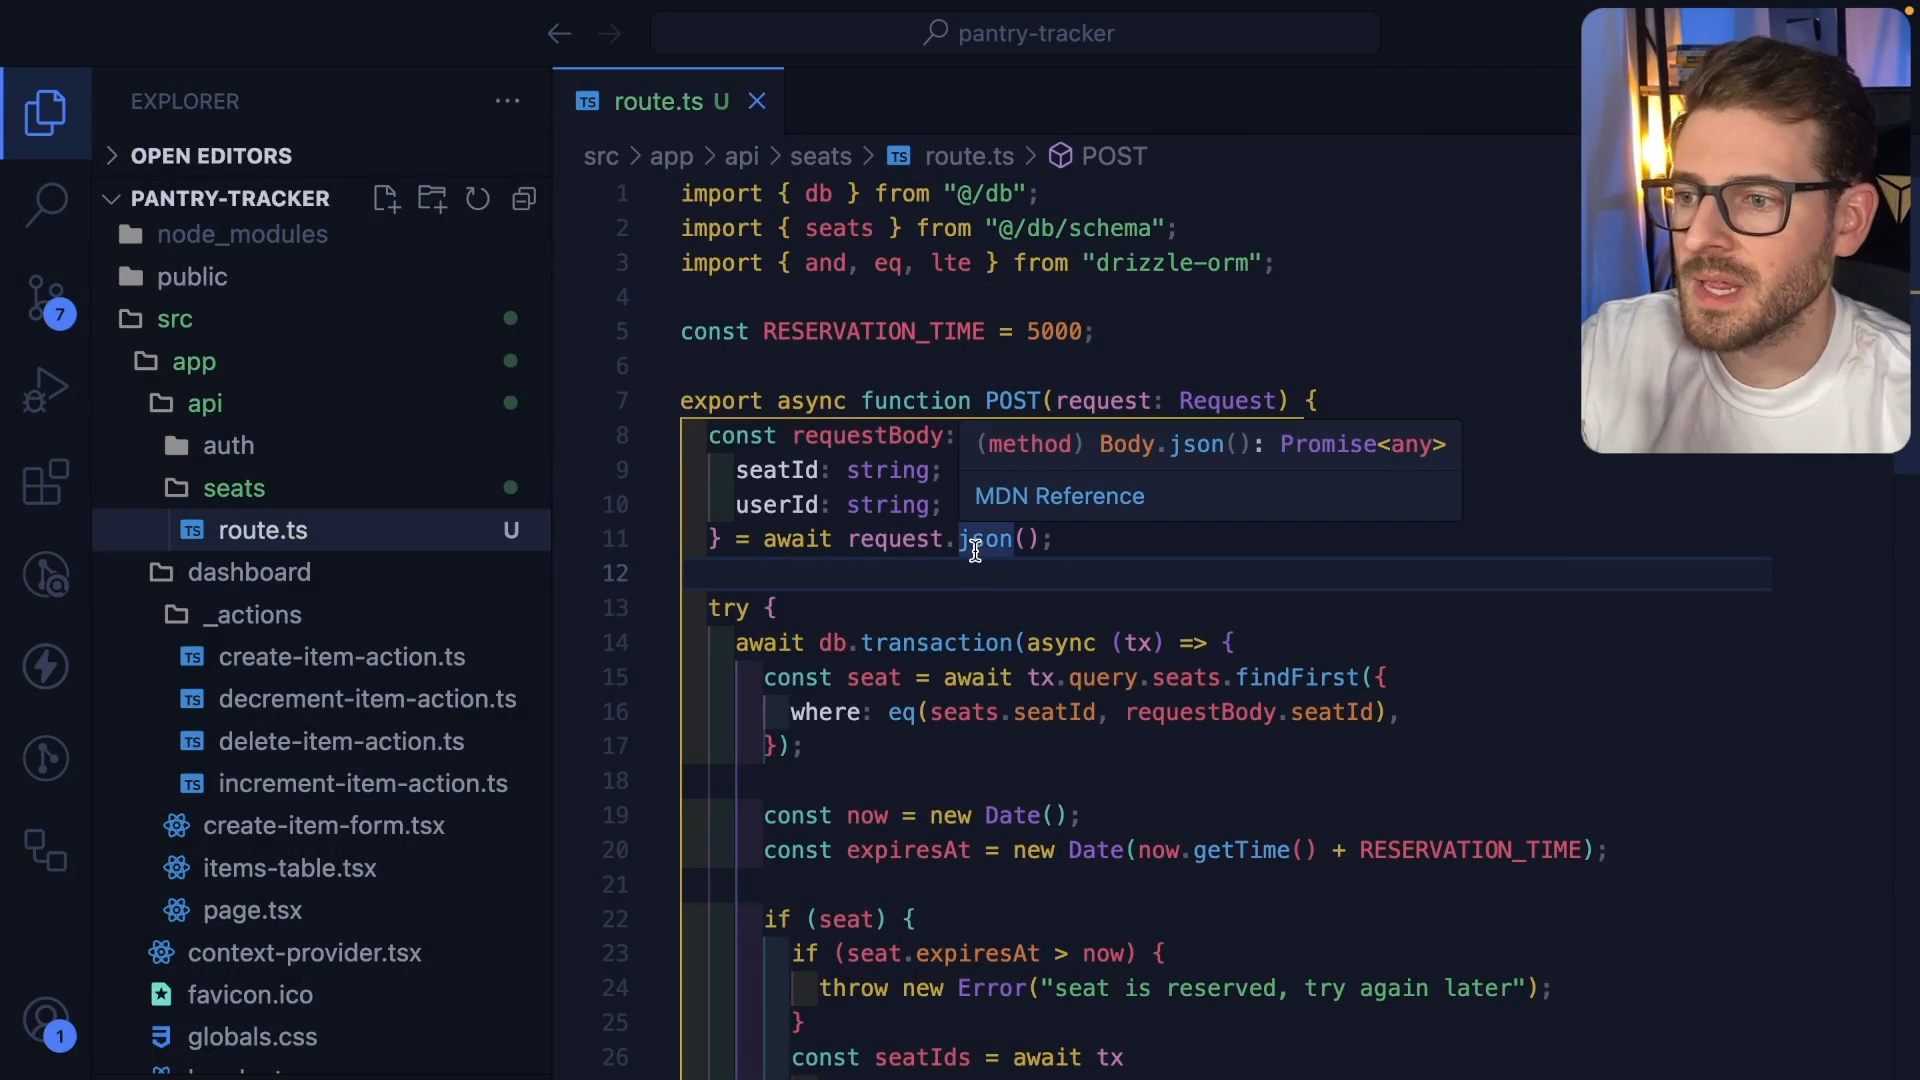 pantry-tracker
EXPLORER
OPEN EDITORS
PANTRY-TRACKER
node_modules
public
src
app
api
auth
seats
TS route.ts U
dashboard
_actions
TS create-item-action.ts
TS decrement-item-action.ts
TS delete-item-action.ts
TS increment-item-action.ts
create-item-form.tsx
items-table.tsx
page.tsx
context-provider.tsx
favicon.ico
globals.css
7
1
TS route.ts U
src > app > api > seats > TS route.ts > POST
1 import { db } from "@/db";
2 import { seats } from "@/db/schema";
3 import { and, eq, lte } from "drizzle-orm";
4
5 const RESERVATION_TIME = 5000;
6
7 export async function POST(request: Request) {
8 const requestBody:
(method) Body.json(): Promise<any>
MDN Reference
9 seatId: string;
10 userId: string;
11 } = await request.json();
12
13 try {
14 await db.transaction(async (tx) => {
15 const seat = await tx.query.seats.findFirst({
16 where: eq(seats.seatId, requestBody.seatId),
17 });
18
19 const now = new Date();
20 const expiresAt = new Date(now.getTime() + RESERVATION_TIME);
21
22 if (seat) {
23 if (seat.expiresAt > now) {
24 throw new Error("seat is reserved, try again later");
25 }
26 const seatIds = await tx